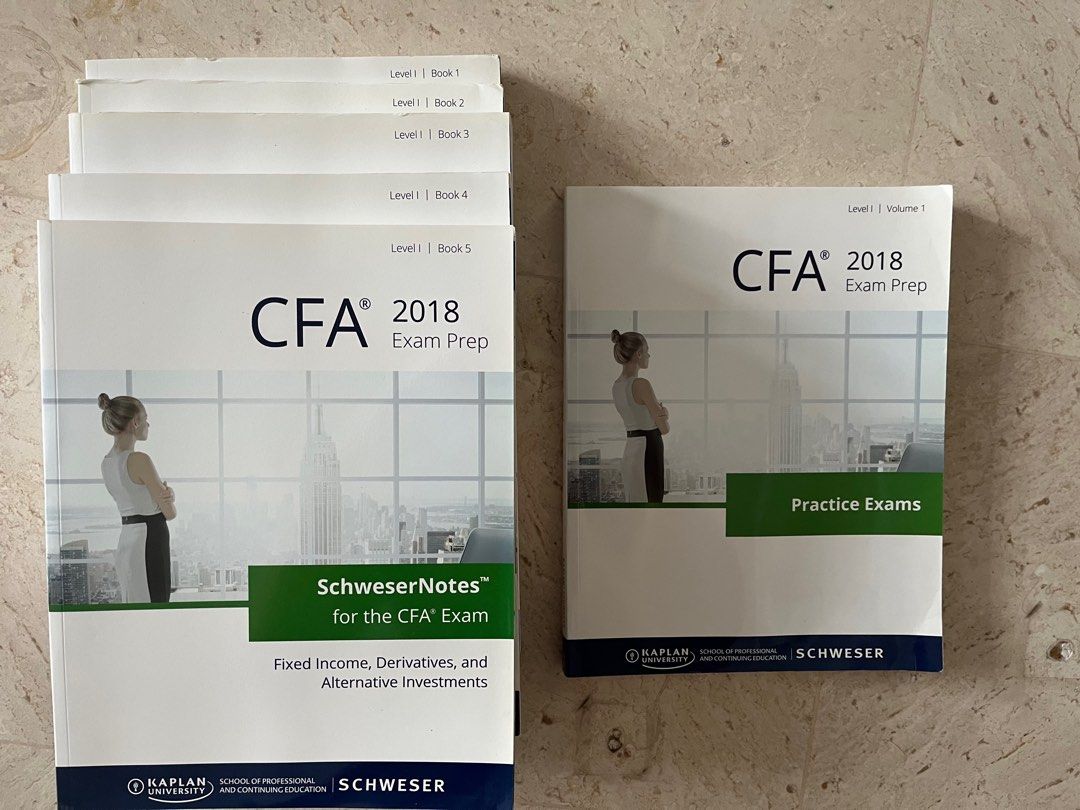 Level I | Book 1
Level I | Book 2
Level I | Book 3
Level I | Book 4
Level I | Book 5
CFA® 2018
Exam Prep
SchweserNotes™
for the CFA® Exam
Fixed Income, Derivatives, and
Alternative Investments
KAPLAN
UNIVERSITY
SCHOOL OF PROFESSIONAL
AND CONTINUING EDUCATION
SCHWESER
Level I | Volume 1
CFA® 2018
Exam Prep
Practice Exams
KAPLAN
UNIVERSITY
SCHOOL OF PROFESSIONAL
AND CONTINUING EDUCATION
SCHWESER